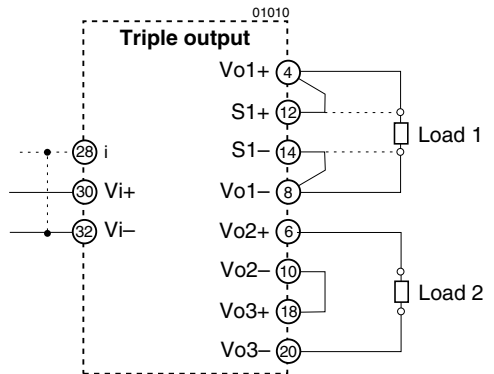 01010
Triple output
Vo1+ 4
S1+ 12
Load 1
S1– 14
28 i
30 Vi+
Vo1– 8
32 Vi–
Vo2+ 6
Vo2– 10
Load 2
Vo3+ 18
Vo3– 20